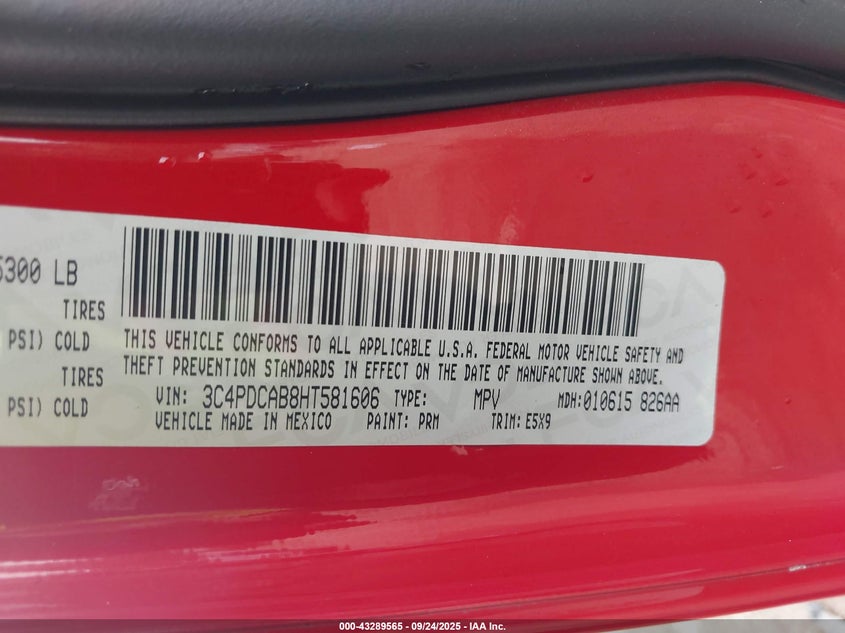 5300 LB
TIRES
PSI) COLD
TIRES
PSI) COLD
THIS VEHICLE CONFORMS TO ALL APPLICABLE U.S.A. FEDERAL MOTOR VEHICLE SAFETY AND
THEFT PREVENTION STANDARDS IN EFFECT ON THE DATE OF MANUFACTURE SHOWN ABOVE.
VIN: 3C4PDCAB8HT581606 TYPE: MPV MDH:010615 826AA
VEHICLE MADE IN MEXICO PAINT: PRM TRIM: E5X9
000-43289565 - 09/24/2025 - IAA Inc.